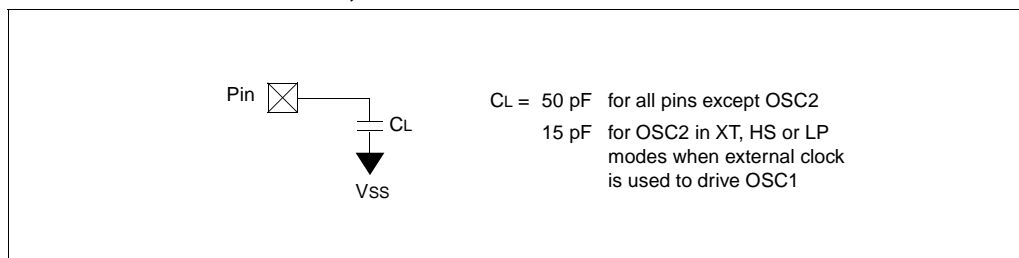 Pin
CL
VSS
CL = 50 pF for all pins except OSC2
15 pF for OSC2 in XT, HS or LP
modes when external clock
is used to drive OSC1